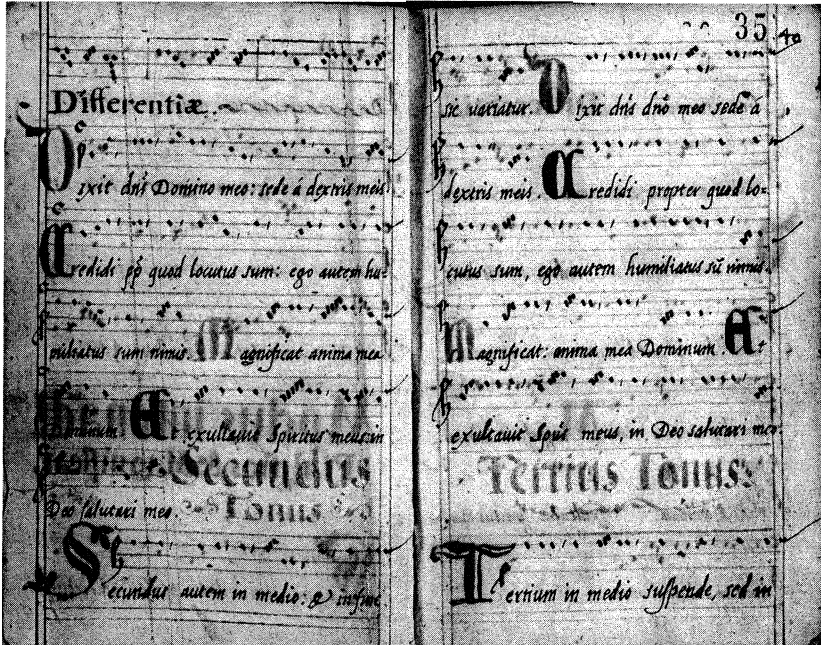 Differentiæ.
Dixit dñs Domino meo: sede á dextris meis
Credidi pp̃ quod locutus sum: ego autem hu-
miliatus sum nimis. Magnificat anima mea
Dominum Et exultavit Spiritus meus in
Secundus
Deo salutari meo. Tonus
Secundus autem in medio: & in fine
35
sic variatur. Dixit dñs dño meo sede á
dextris meis. Credidi propter quod lo-
cutus sum, ego autem humiliatus sũ nimis.
Magnificat: anima mea Dominum. Et
exultavit Spũs meus, in Deo salutari meo.
Tertius Tonus.
Tertium in medio suspende, sed in